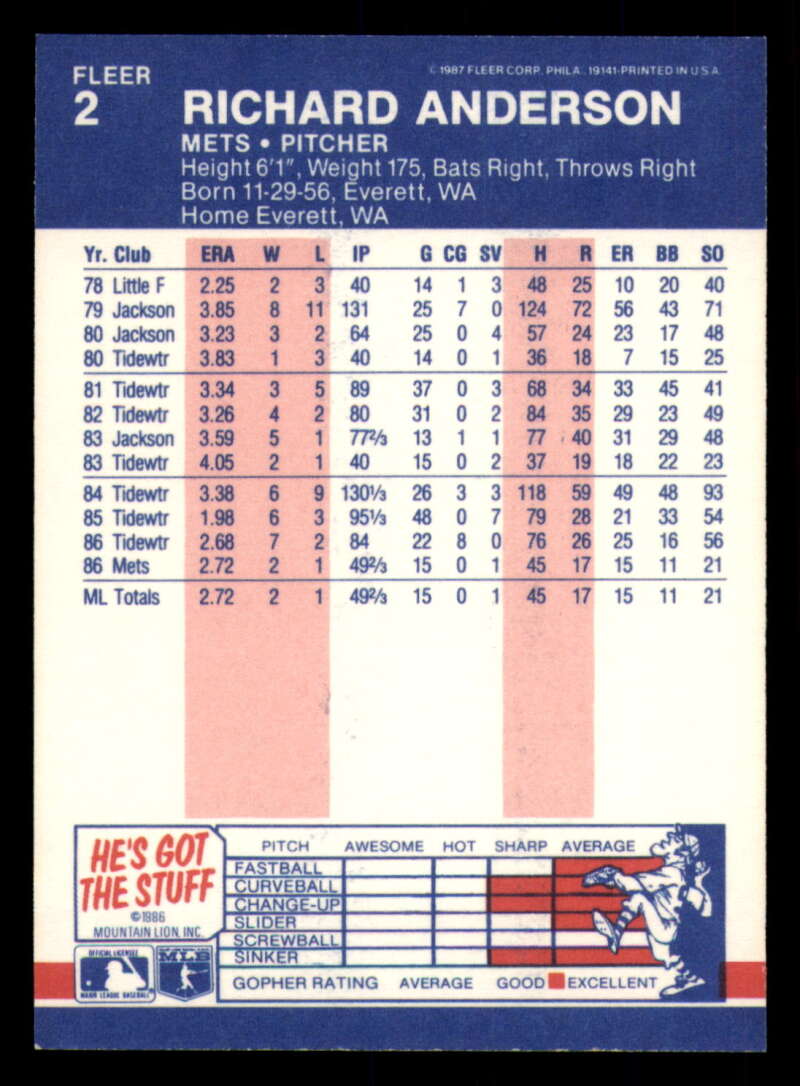 FLEER
© 1987 FLEER CORP. PHILA., 19141-PRINTED IN U.S.A.
2 RICHARD ANDERSON
METS • PITCHER
Height 6'1", Weight 175, Bats Right, Throws Right
Born 11-29-56, Everett, WA
Home Everett, WA
Yr. Club ERA W L IP G CG SV H R ER BB SO
78 Little F 2.25 2 3 40 14 1 3 48 25 10 20 40
79 Jackson 3.85 8 11 131 25 7 0 124 72 56 43 71
80 Jackson 3.23 3 2 64 25 0 4 57 24 23 17 48
80 Tidewtr 3.83 1 3 40 14 0 1 36 18 7 15 25
81 Tidewtr 3.34 3 5 89 37 0 3 68 34 33 45 41
82 Tidewtr 3.26 4 2 80 31 0 2 84 35 29 23 49
83 Jackson 3.59 5 1 77⅔ 13 1 1 77 40 31 29 48
83 Tidewtr 4.05 2 1 40 15 0 2 37 19 18 22 23
84 Tidewtr 3.38 6 9 130⅓ 26 3 3 118 59 49 48 93
85 Tidewtr 1.98 6 3 95⅓ 48 0 7 79 28 21 33 54
86 Tidewtr 2.68 7 2 84 22 8 0 76 26 25 16 56
86 Mets 2.72 2 1 49⅔ 15 0 1 45 17 15 11 21
ML Totals 2.72 2 1 49⅔ 15 0 1 45 17 15 11 21
HE'S GOT
THE STUFF
©1986
MOUNTAIN LION, INC.
PITCH AWESOME HOT SHARP AVERAGE
FASTBALL
CURVEBALL
CHANGE-UP
SLIDER
SCREWBALL
SINKER
GOPHER RATING AVERAGE GOOD EXCELLENT
OFFICIAL LICENSEE
MAJOR LEAGUE BASEBALL
MLB